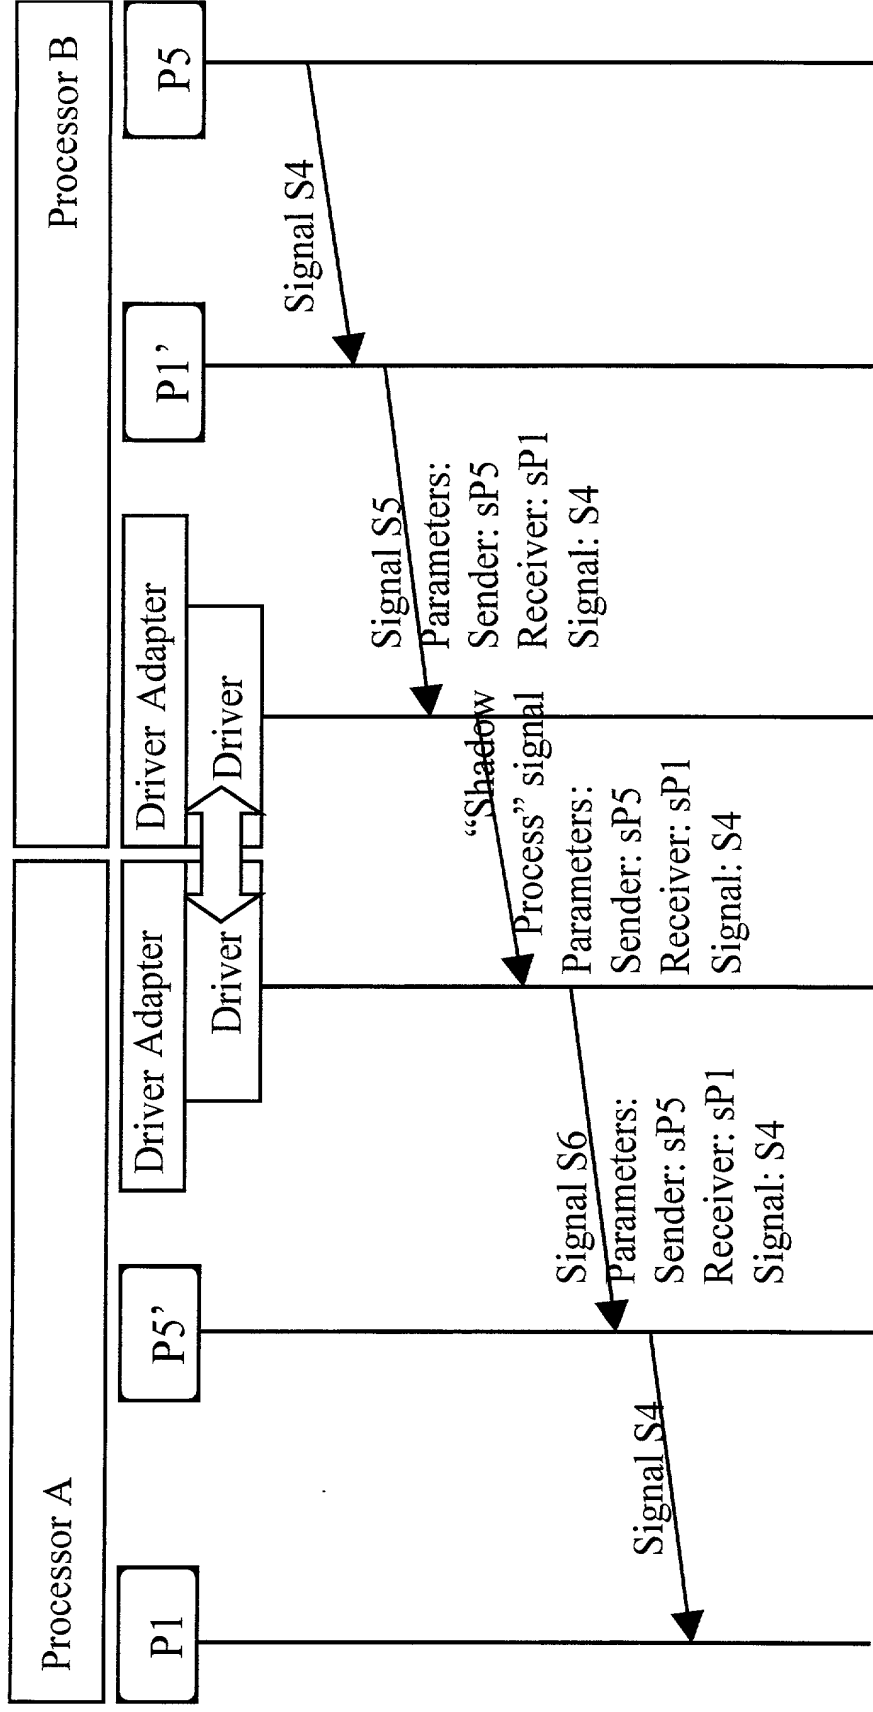 Processor A
Processor B
P1
P5’
Driver Adapter
Driver
Driver Adapter
Driver
P1’
P5
Signal S4
Signal S5
Parameters:
Sender: sP5
Receiver: sP1
Signal: S4
“Shadow
Process” signal
Parameters:
Sender: sP5
Receiver: sP1
Signal: S4
Signal S6
Parameters:
Sender: sP5
Receiver: sP1
Signal: S4
Signal S4